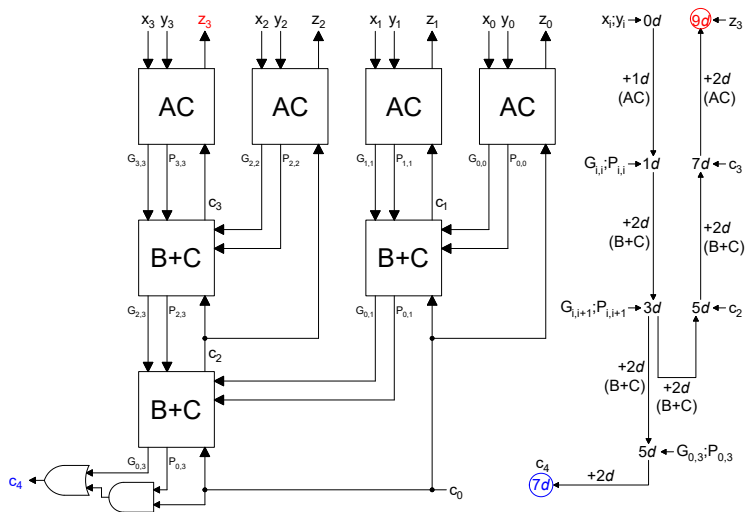 x3 y3 z3 x2 y2 z2 x1 y1 z1 x0 y0 z0
AC AC AC AC
G3,3 P3,3 G2,2 P2,2 G1,1 P1,1 G0,0 P0,0
c3 c1
B+C B+C
G2,3 P2,3 G0,1 P0,1
c2
B+C
G0,3 P0,3
c4
c0
xi;yi 0d 9d z3
+1d
(AC)
+2d
(AC)
Gi,i;Pi,i 1d 7d c3
+2d
(B+C)
+2d
(B+C)
Gi,i+1;Pi,i+1 3d 5d c2
+2d
(B+C)
+2d
(B+C)
5d G0,3;P0,3
c4
7d +2d